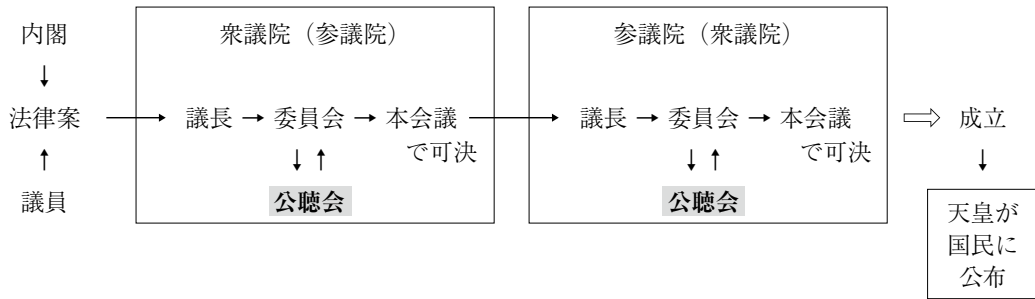 内閣
↓
法律案
↑
議員
→
衆議院（参議院）
議長→委員会→本会議
で可決
↓↑
公聴会
→
参議院（衆議院）
議長→委員会→本会議
で可決
↓↑
公聴会
⇨
成立
↓
天皇が
国民に
公布